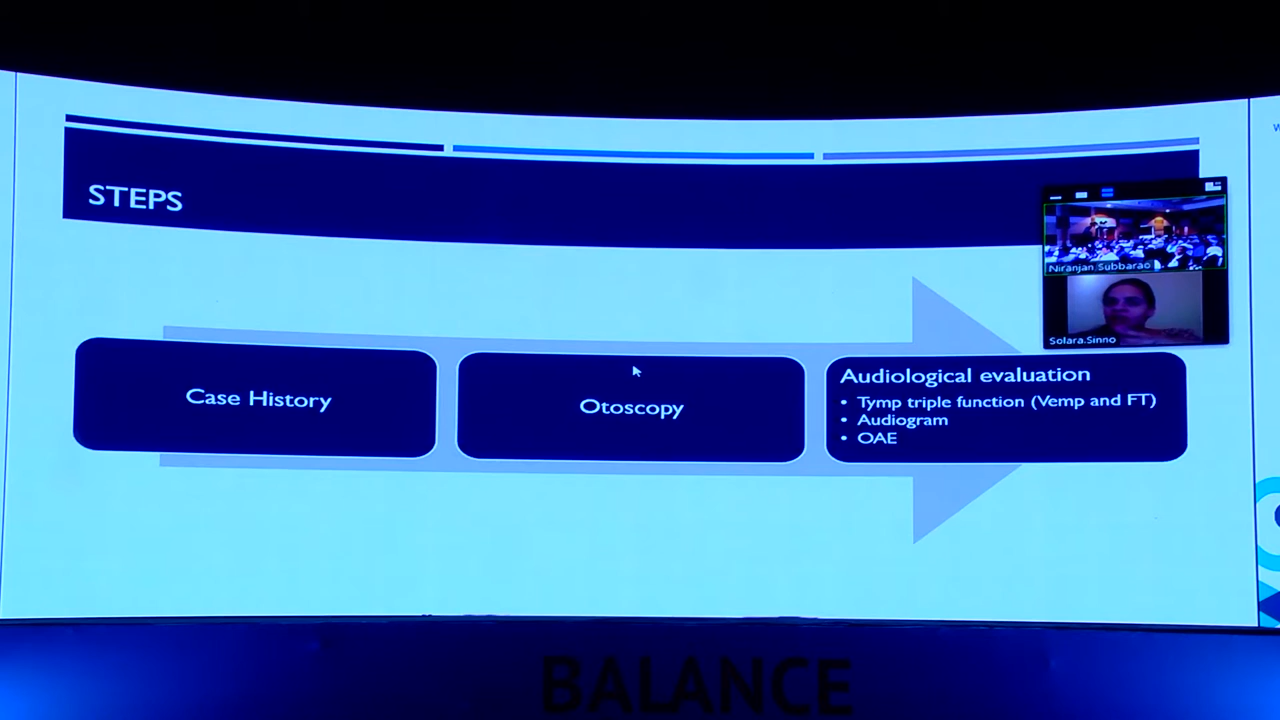 STEPS
Niranjan Subbarao
Solara.Sinno
Case History
Otoscopy
Audiological evaluation
• Tymp triple function (Vemp and FT)
• Audiogram
• OAE
BALANCE